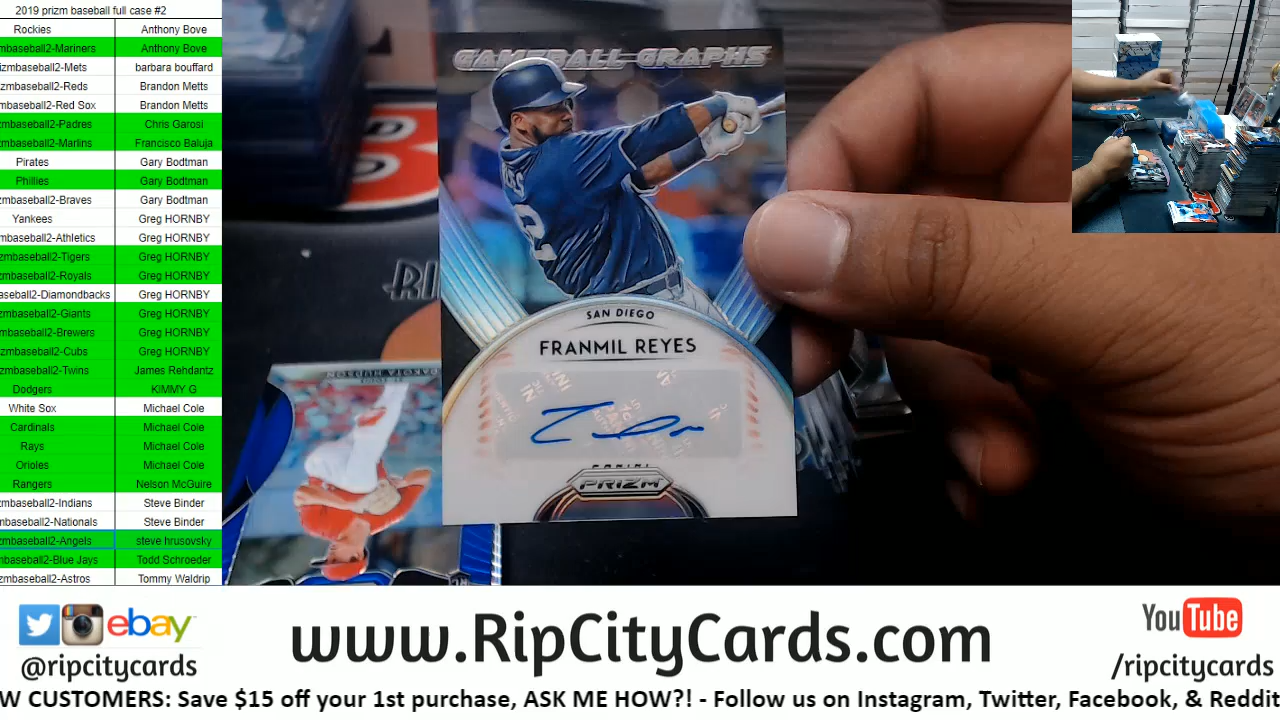 2019 prizm baseball full case #2
Rockies Anthony Bove
mbaseball2-Mariners Anthony Bove
izmbaseball2-Mets barbara bouffard
zmbaseball2-Reds Brandon Metts
zmbaseball2-Red Sox Brandon Metts
zmbaseball2-Padres Chris Garosi
zmbaseball2-Marlins Francisco Baluja
Pirates Gary Bodtman
Phillies Gary Bodtman
zmbaseball2-Braves Gary Bodtman
Yankees Greg HORNBY
mbaseball2-Athletics Greg HORNBY
zmbaseball2-Tigers Greg HORNBY
zmbaseball2-Royals Greg HORNBY
aseball2-Diamondbacks Greg HORNBY
zmbaseball2-Giants Greg HORNBY
zmbaseball2-Brewers Greg HORNBY
zmbaseball2-Cubs Greg HORNBY
zmbaseball2-Twins James Rehdantz
Dodgers KIMMY G
White Sox Michael Cole
Cardinals Michael Cole
Rays Michael Cole
Orioles Michael Cole
Rangers Nelson McGuire
zmbaseball2-Indians Steve Binder
mbaseball2-Nationals Steve Binder
zmbaseball2-Angels steve hrusovsky
mbaseball2-Blue Jays Todd Schroeder
zmbaseball2-Astros Tommy Waldrip
GAMEBALL GRAPHS
SAN DIEGO
FRANMIL REYES
PANINI
PRIZM
DAKOTA HUDSON
RI
ebay
@ripcitycards
www.RipCityCards.com
YouTube
/ripcitycards
W CUSTOMERS: Save $15 off your 1st purchase, ASK ME HOW?! - Follow us on Instagram, Twitter, Facebook, & Reddit